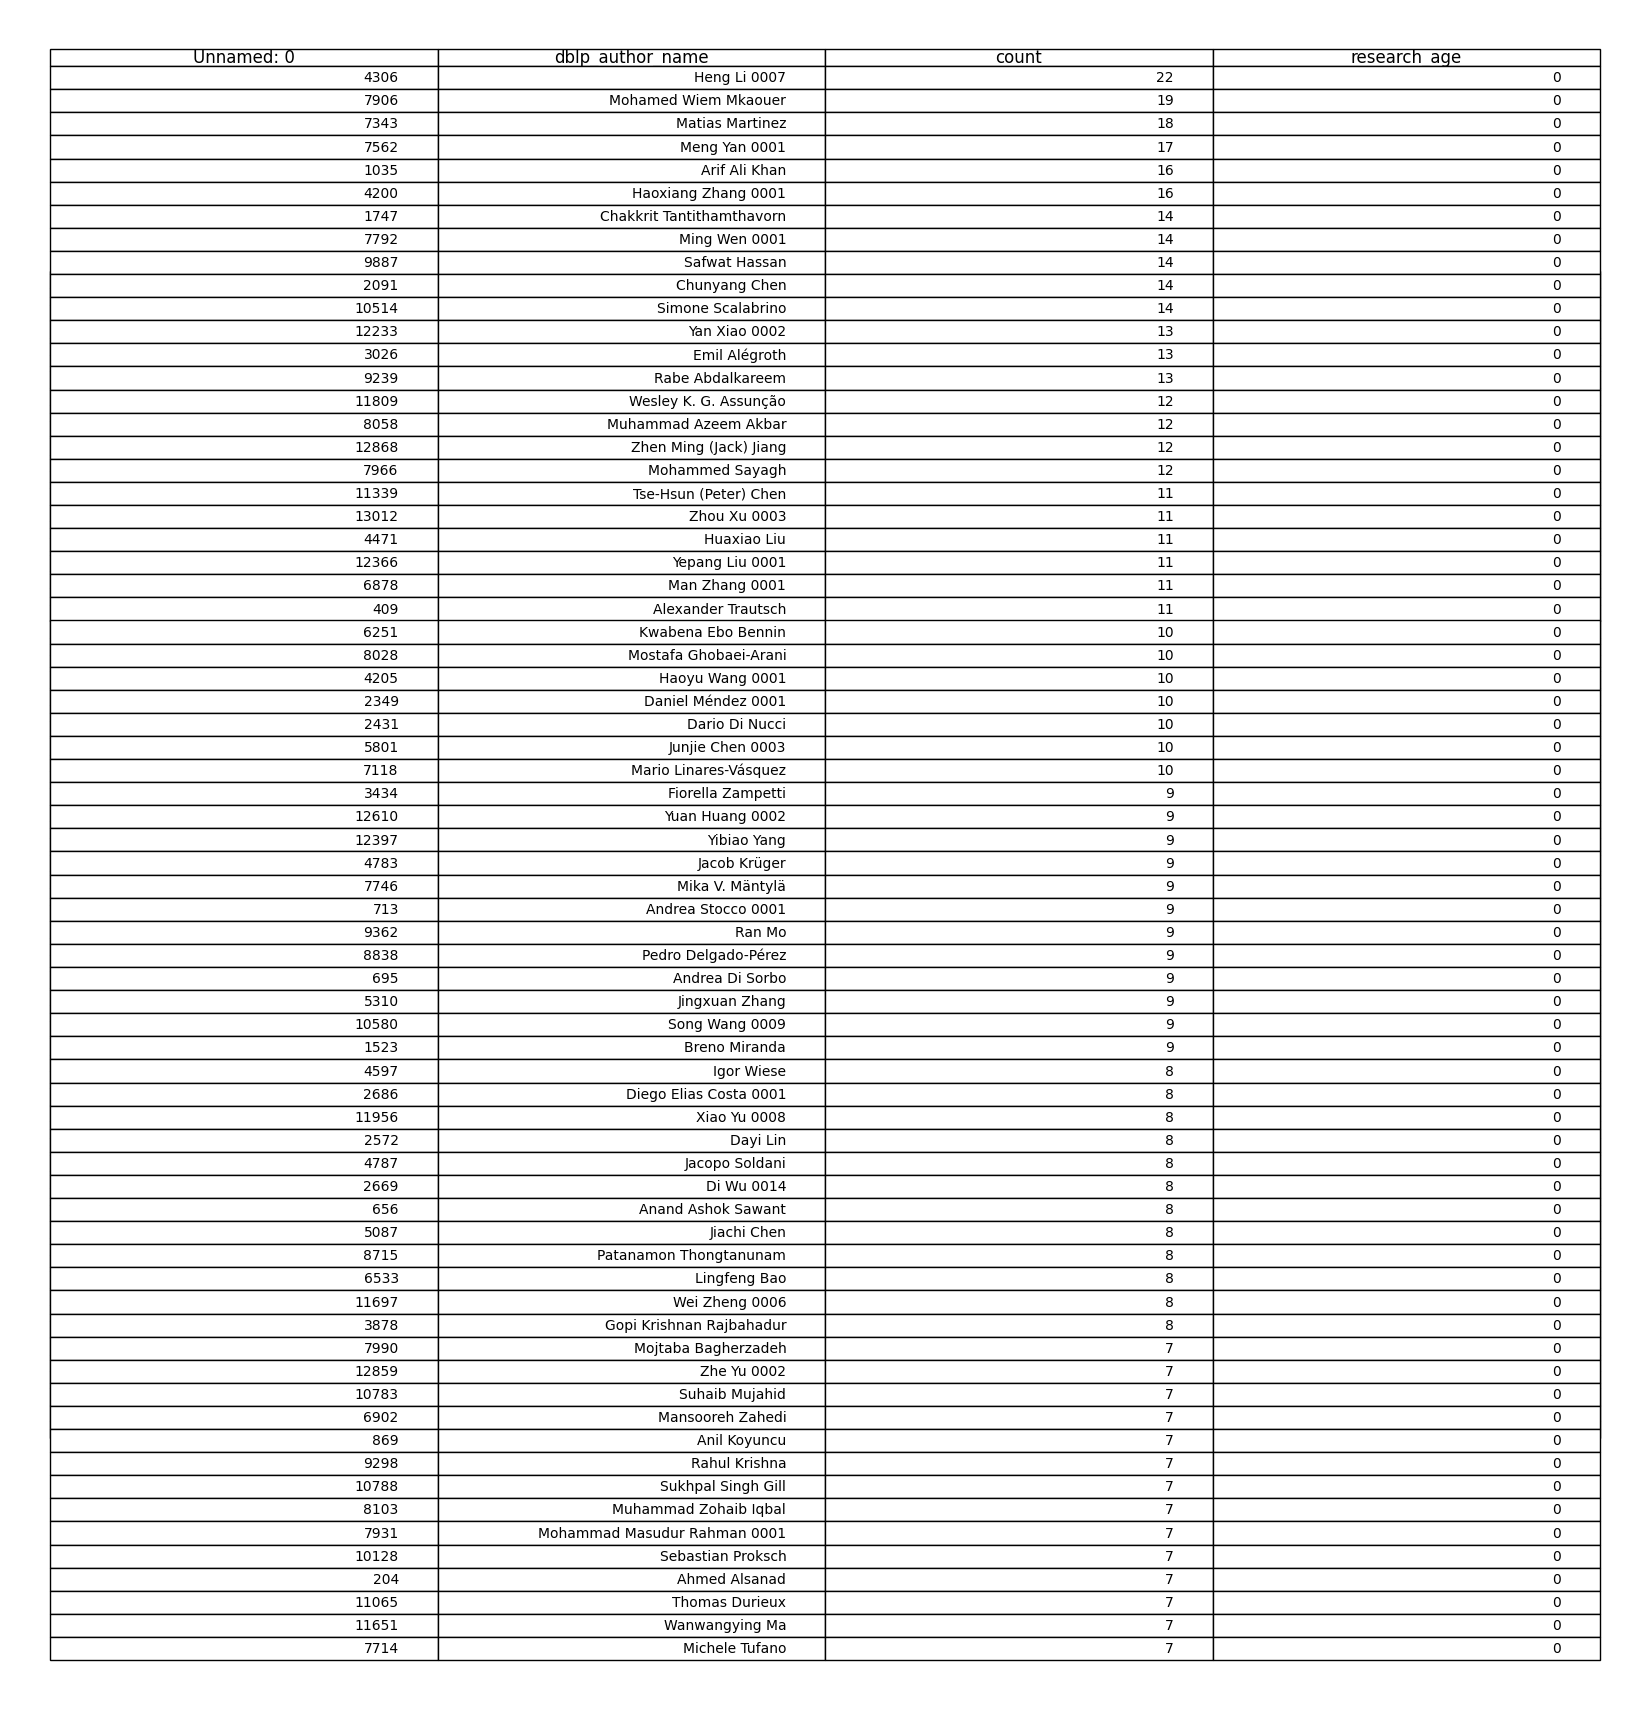 Unnamed: 0 dblp_author_name count research_age
4306 Heng Li 0007 22 0
7906 Mohamed Wiem Mkaouer 19 0
7343 Matias Martinez 18 0
7562 Meng Yan 0001 17 0
1035 Arif Ali Khan 16 0
4200 Haoxiang Zhang 0001 16 0
1747 Chakkrit Tantithamthavorn 14 0
7792 Ming Wen 0001 14 0
9887 Safwat Hassan 14 0
2091 Chunyang Chen 14 0
10514 Simone Scalabrino 14 0
12233 Yan Xiao 0002 13 0
3026 Emil Alégroth 13 0
9239 Rabe Abdalkareem 13 0
11809 Wesley K. G. Assunção 12 0
8058 Muhammad Azeem Akbar 12 0
12868 Zhen Ming (Jack) Jiang 12 0
7966 Mohammed Sayagh 12 0
11339 Tse-Hsun (Peter) Chen 11 0
13012 Zhou Xu 0003 11 0
4471 Huaxiao Liu 11 0
12366 Yepang Liu 0001 11 0
6878 Man Zhang 0001 11 0
409 Alexander Trautsch 11 0
6251 Kwabena Ebo Bennin 10 0
8028 Mostafa Ghobaei-Arani 10 0
4205 Haoyu Wang 0001 10 0
2349 Daniel Méndez 0001 10 0
2431 Dario Di Nucci 10 0
5801 Junjie Chen 0003 10 0
7118 Mario Linares-Vásquez 10 0
3434 Fiorella Zampetti 9 0
12610 Yuan Huang 0002 9 0
12397 Yibiao Yang 9 0
4783 Jacob Krüger 9 0
7746 Mika V. Mäntylä 9 0
713 Andrea Stocco 0001 9 0
9362 Ran Mo 9 0
8838 Pedro Delgado-Pérez 9 0
695 Andrea Di Sorbo 9 0
5310 Jingxuan Zhang 9 0
10580 Song Wang 0009 9 0
1523 Breno Miranda 9 0
4597 Igor Wiese 8 0
2686 Diego Elias Costa 0001 8 0
11956 Xiao Yu 0008 8 0
2572 Dayi Lin 8 0
4787 Jacopo Soldani 8 0
2669 Di Wu 0014 8 0
656 Anand Ashok Sawant 8 0
5087 Jiachi Chen 8 0
8715 Patanamon Thongtanunam 8 0
6533 Lingfeng Bao 8 0
11697 Wei Zheng 0006 8 0
3878 Gopi Krishnan Rajbahadur 8 0
7990 Mojtaba Bagherzadeh 7 0
12859 Zhe Yu 0002 7 0
10783 Suhaib Mujahid 7 0
6902 Mansooreh Zahedi 7 0
869 Anil Koyuncu 7 0
9298 Rahul Krishna 7 0
10788 Sukhpal Singh Gill 7 0
8103 Muhammad Zohaib Iqbal 7 0
7931 Mohammad Masudur Rahman 0001 7 0
10128 Sebastian Proksch 7 0
204 Ahmed Alsanad 7 0
11065 Thomas Durieux 7 0
11651 Wanwangying Ma 7 0
7714 Michele Tufano 7 0